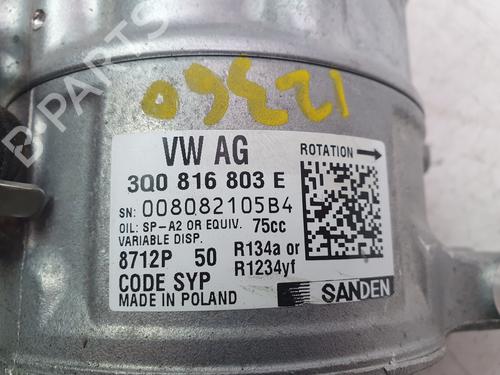 B-PARTS
12360
VW AG
ROTATION
3Q0 816 803 E
SN: 008082105B4
OIL: SP-A2 OR EQUIV. 75cc
VARIABLE DISP.
8712P 50 R134a or
R1234yf
CODE SYP
MADE IN POLAND
SANDEN